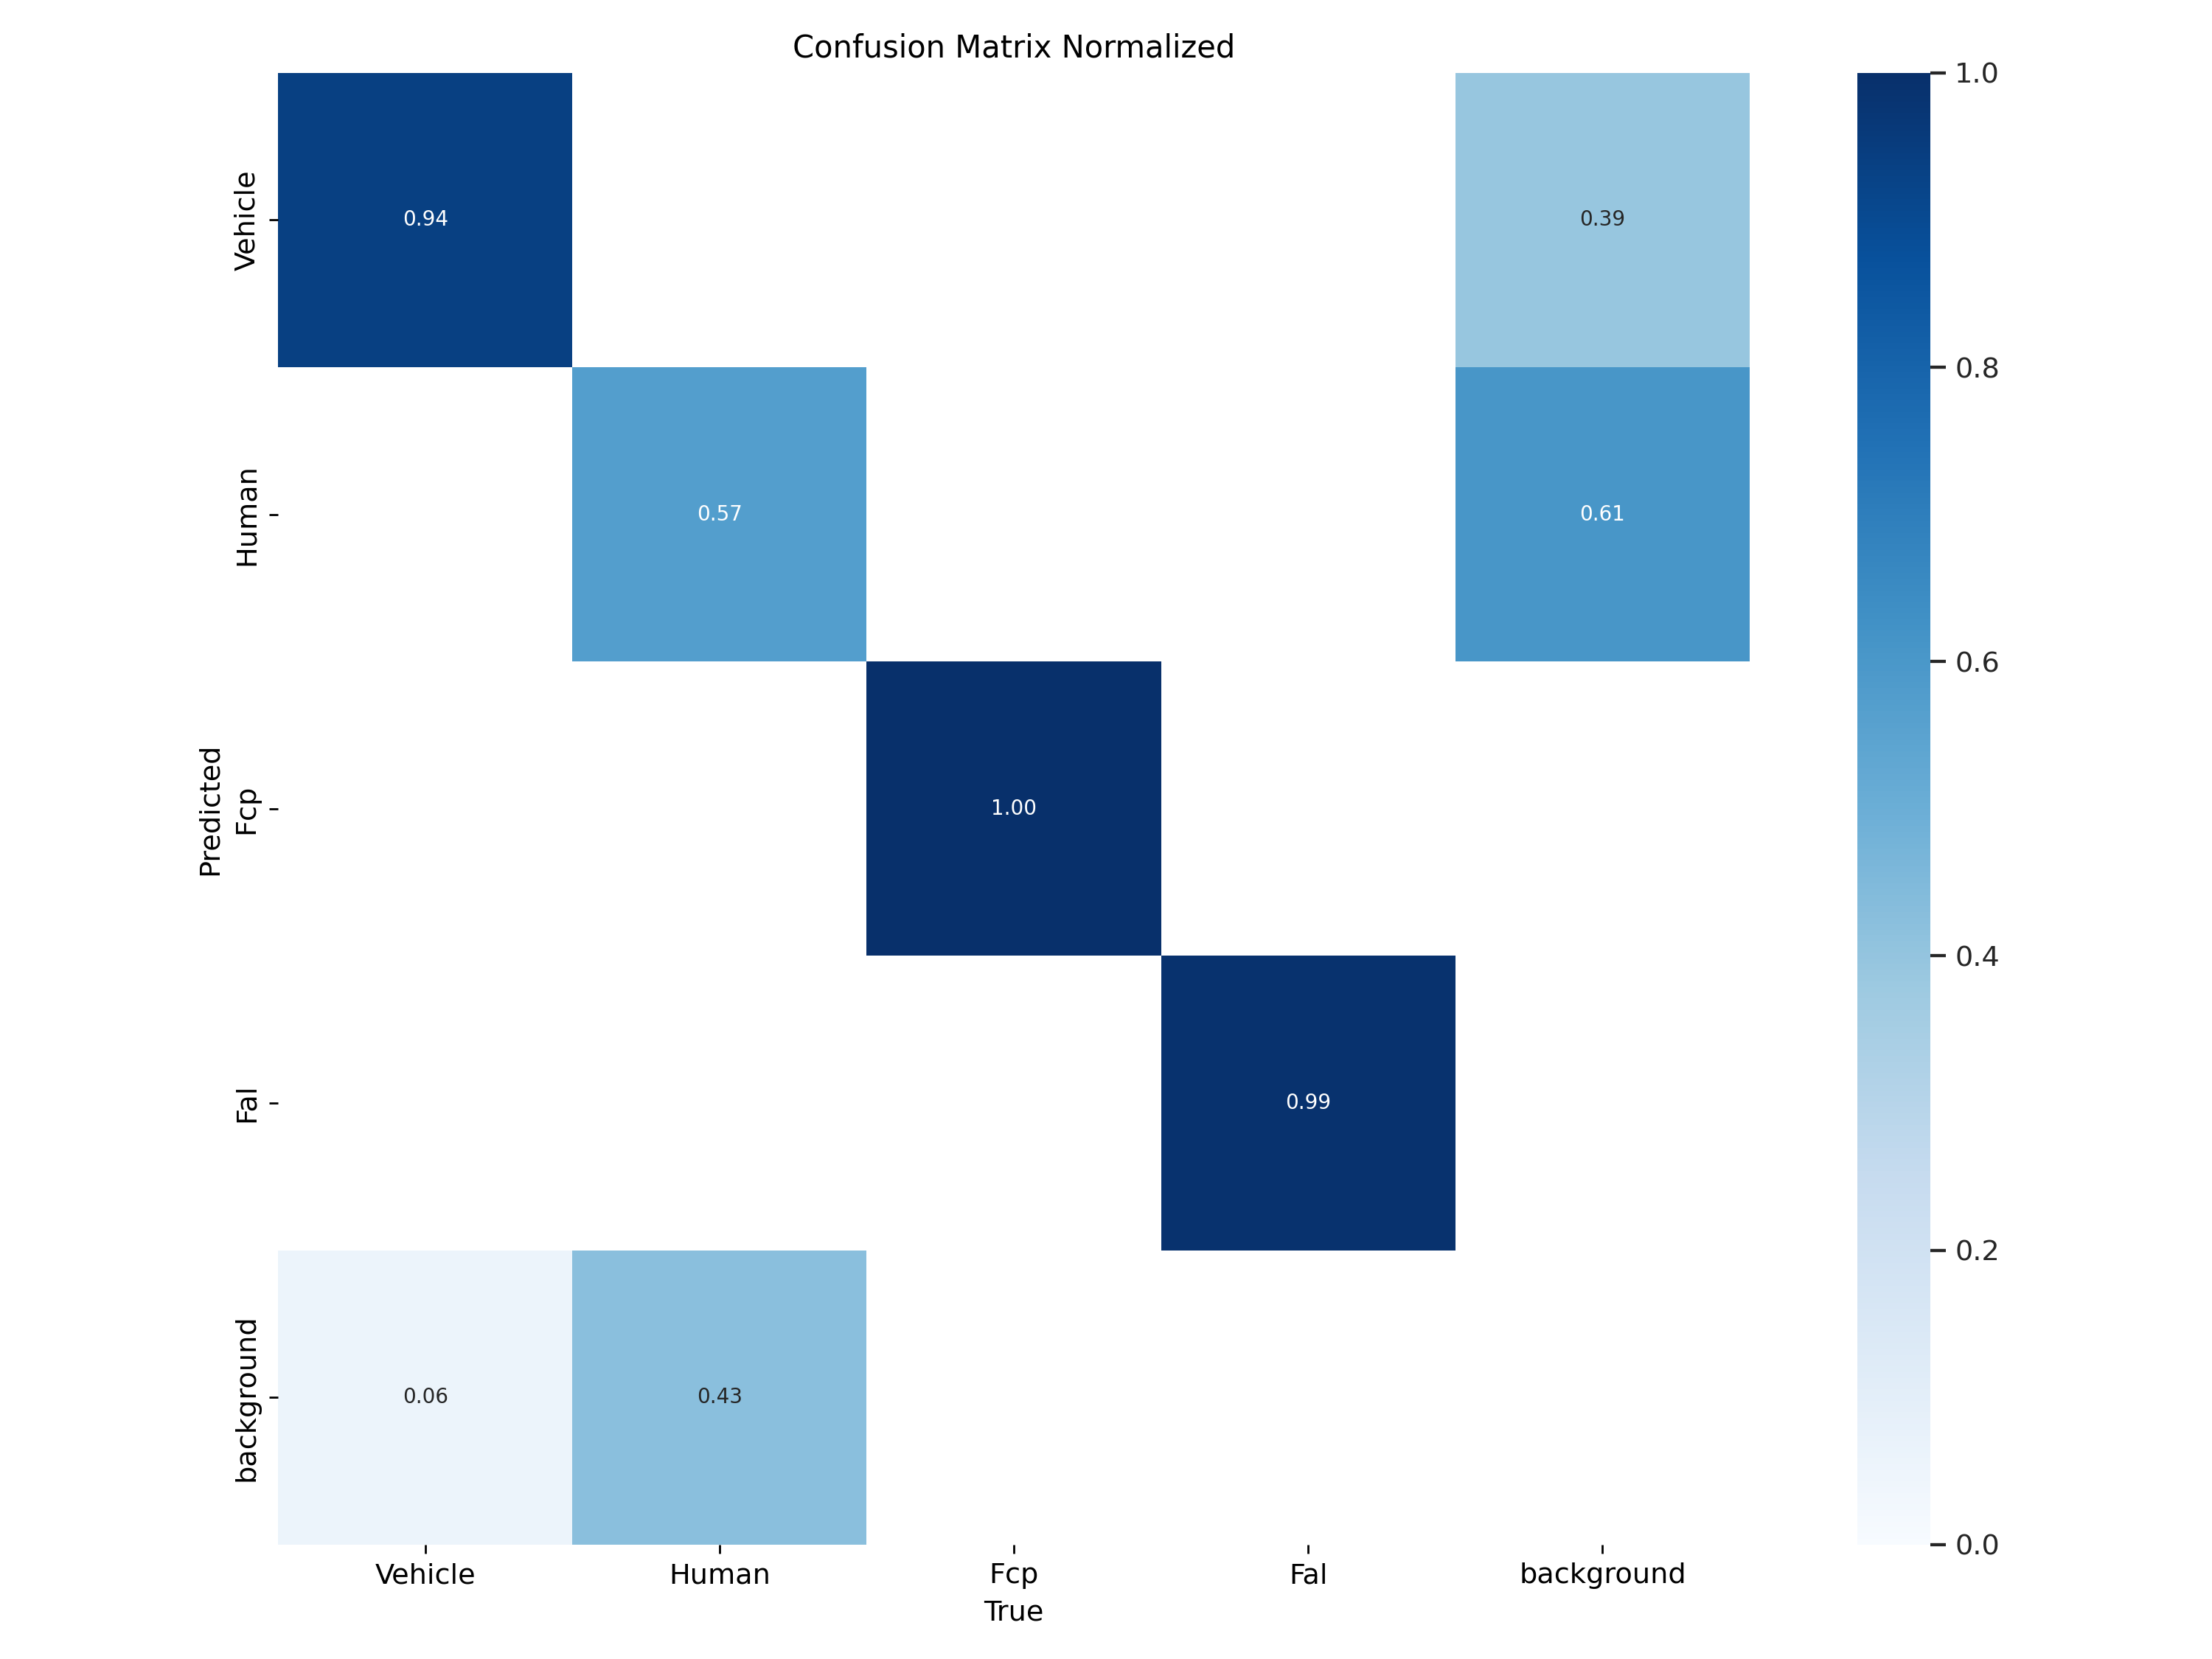 Confusion Matrix Normalized
Predicted
Vehicle
0.94
0.39
Human
0.57
0.61
Fcp
1.00
Fal
0.99
background
0.06
0.43
Vehicle
Human
Fcp
Fal
background
True
1.0
0.8
0.6
0.4
0.2
0.0